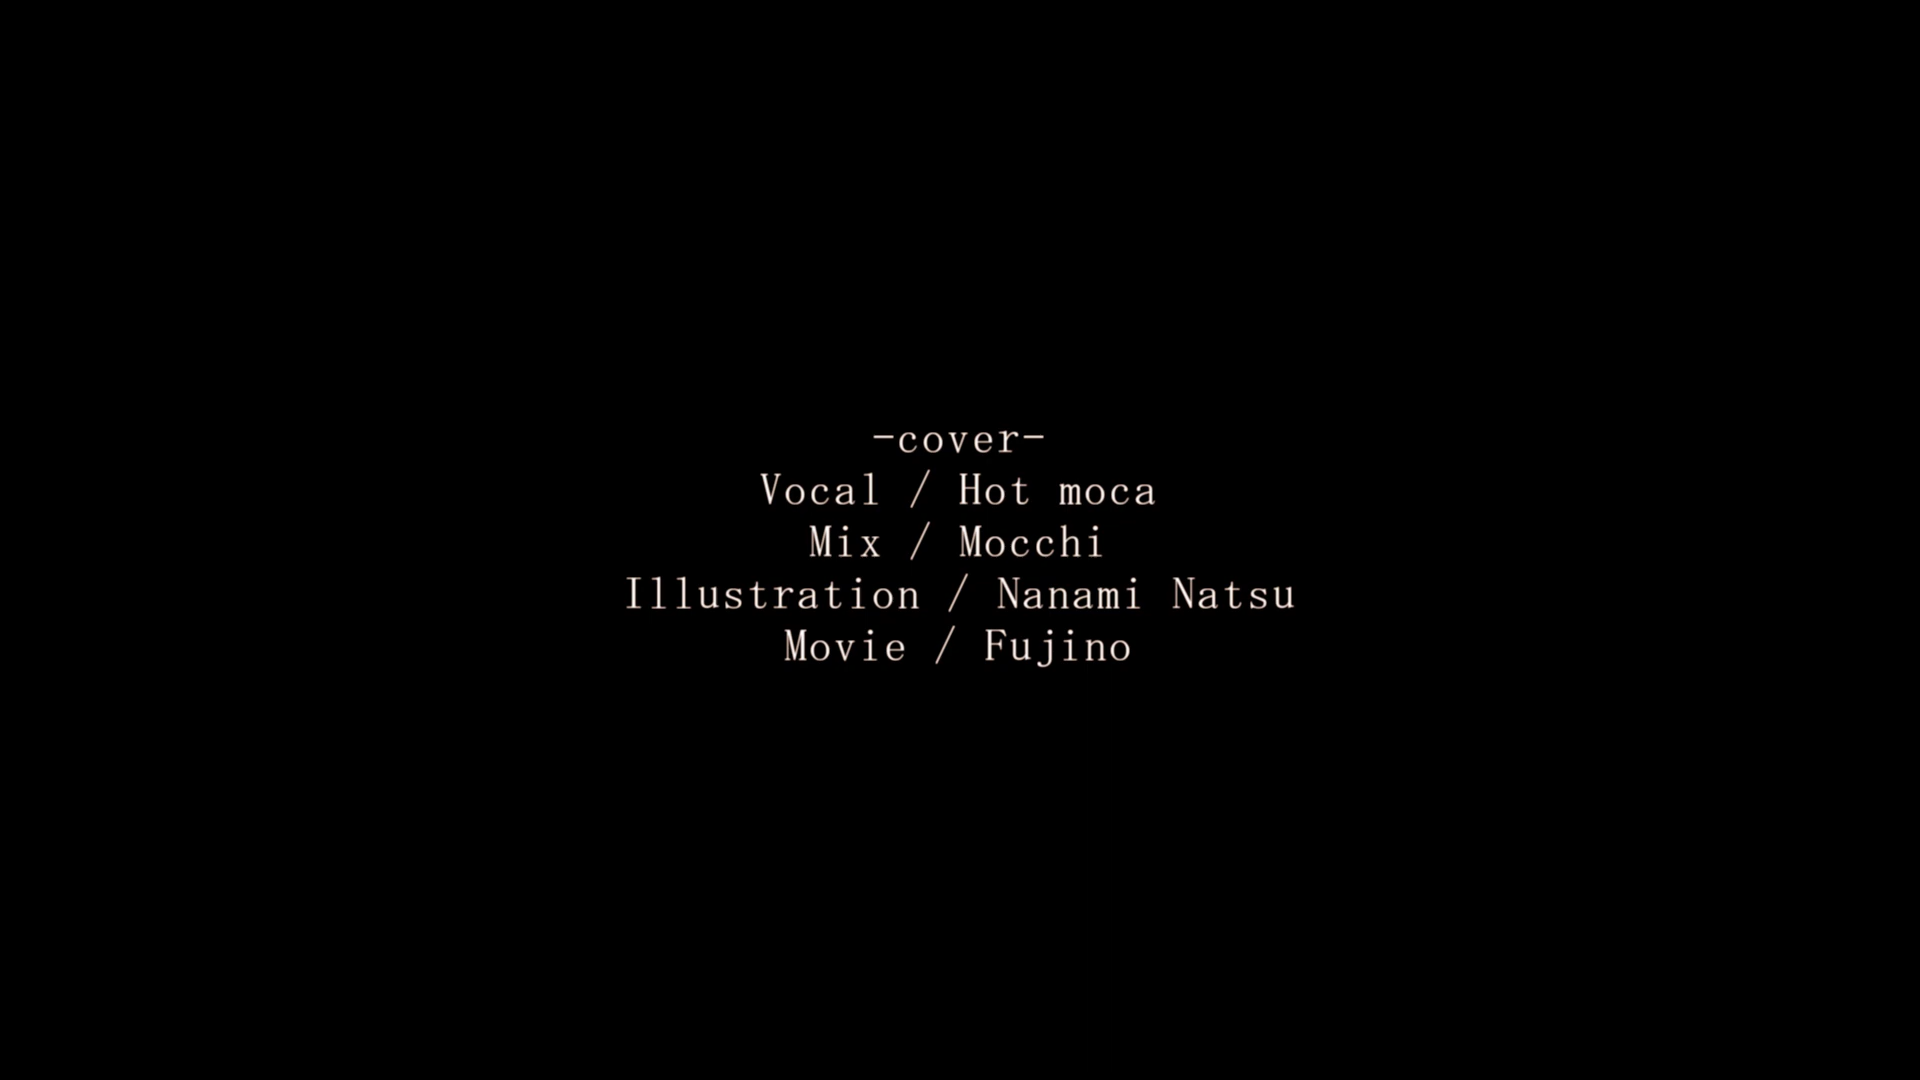 -cover-
Vocal / Hot moca
Mix / Mocchi
Illustration / Nanami Natsu
Movie / Fujino